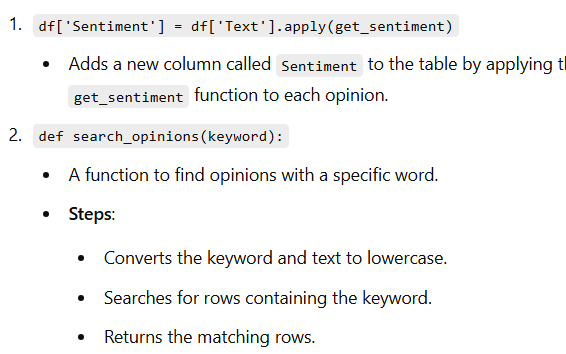 1. df['Sentiment'] = df['Text'].apply(get_sentiment)
• Adds a new column called Sentiment to the table by applying
get_sentiment function to each opinion.
2. def search_opinions(keyword):
• A function to find opinions with a specific word.
• Steps:
• Converts the keyword and text to lowercase.
• Searches for rows containing the keyword.
• Returns the matching rows.